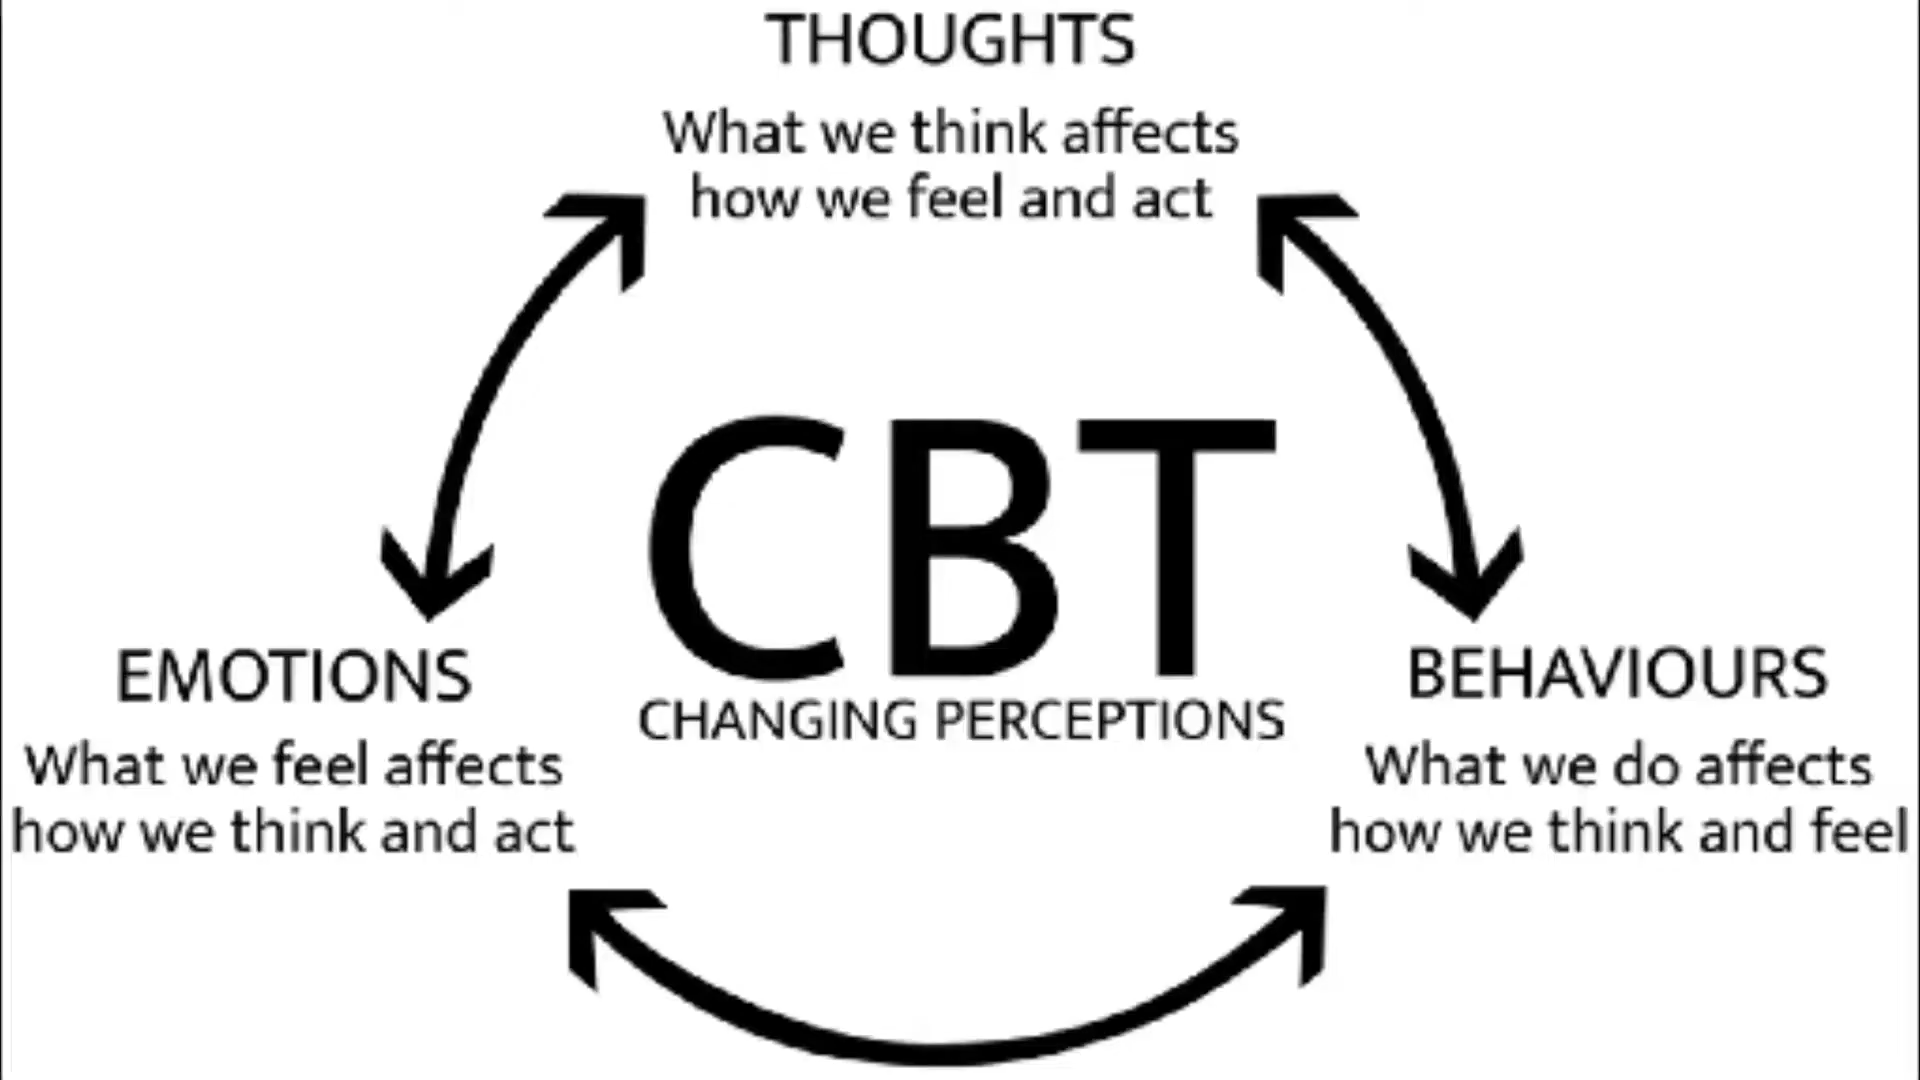 THOUGHTS
What we think affects
how we feel and act
CBT
CHANGING PERCEPTIONS
EMOTIONS
What we feel affects
how we think and act
BEHAVIOURS
What we do affects
how we think and feel